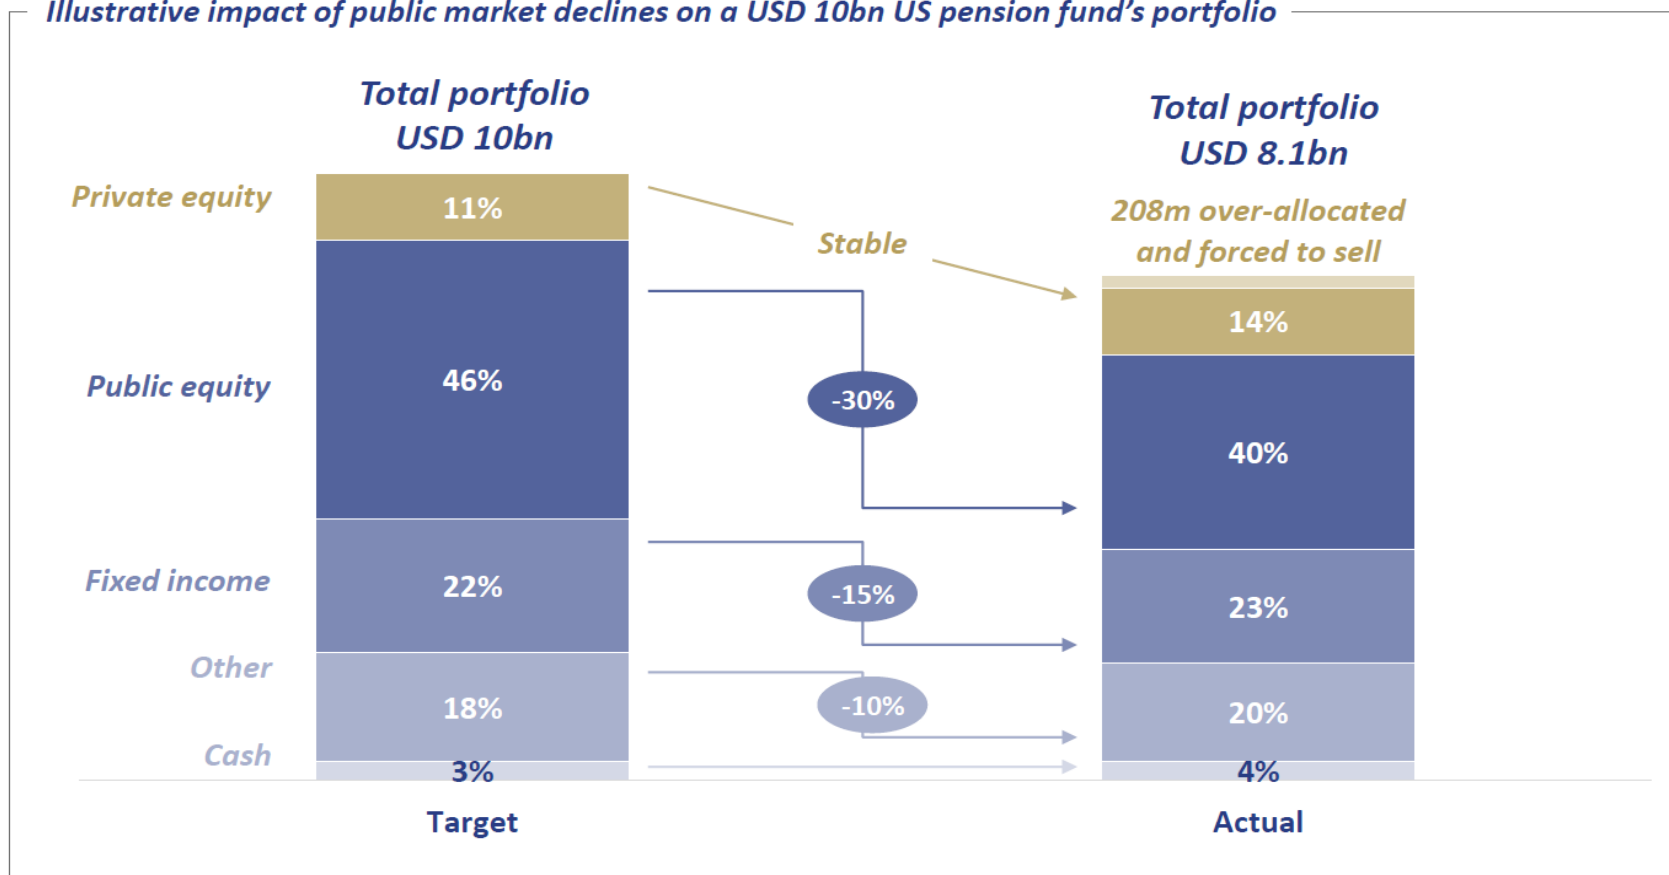 Illustrative impact of public market declines on a USD 10bn US pension fund's portfolio
Total portfolio
USD 10bn
Total portfolio
USD 8.1bn
Private equity
11%
Stable
208m over-allocated
and forced to sell
14%
Public equity
46%
-30%
40%
Fixed income
22%
-15%
23%
Other
18%
-10%
20%
Cash
3%
4%
Target
Actual